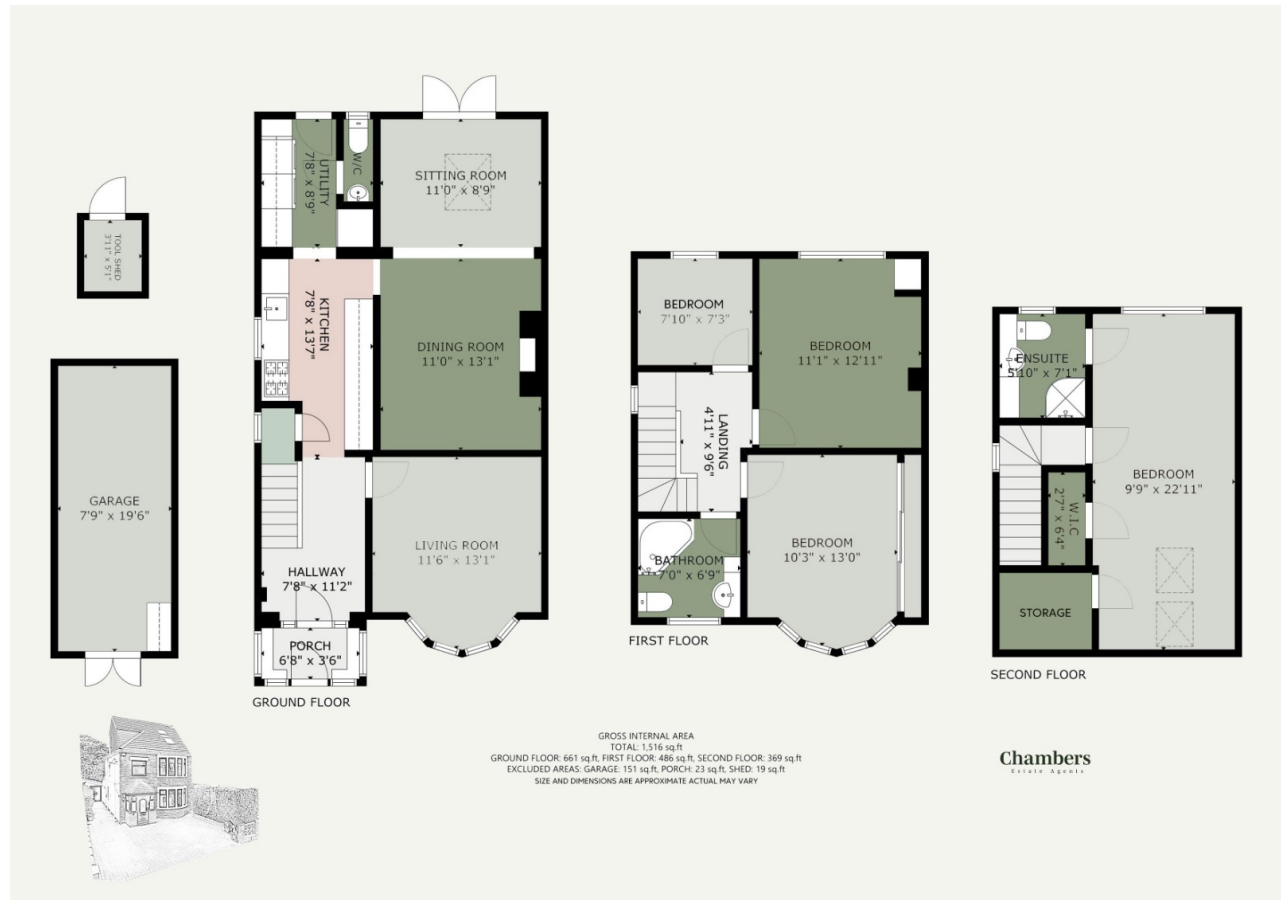 UTILITY
7'8" x 8'9"
W/C
SITTING ROOM
11'0" x 8'9"
TOOL SHED
3'11" x 5'1"
KITCHEN
7'8" x 13'7"
DINING ROOM
11'0" x 13'1"
GARAGE
7'9" x 19'6"
HALLWAY
7'8" x 11'2"
LIVING ROOM
11'6" x 13'1"
PORCH
6'8" x 3'6"
GROUND FLOOR
BEDROOM
7'10" x 7'3"
BEDROOM
11'1" x 12'11"
LANDING
4'11" x 9'6"
BATHROOM
7'0" x 6'9"
BEDROOM
10'3" x 13'0"
FIRST FLOOR
ENSUITE
5'10" x 7'1"
BEDROOM
9'9" x 22'11"
W.I.C
2'7" x 6'4"
STORAGE
SECOND FLOOR
GROSS INTERNAL AREA
TOTAL: 1,516 sq.ft
GROUND FLOOR: 661 sq.ft, FIRST FLOOR: 486 sq.ft, SECOND FLOOR: 369 sq.ft
EXCLUDED AREAS: GARAGE: 151 sq.ft, PORCH: 23 sq.ft, SHED: 19 sq.ft
SIZE AND DIMENSIONS ARE APPROXIMATE ACTUAL MAY VARY
Chambers
Estate Agents